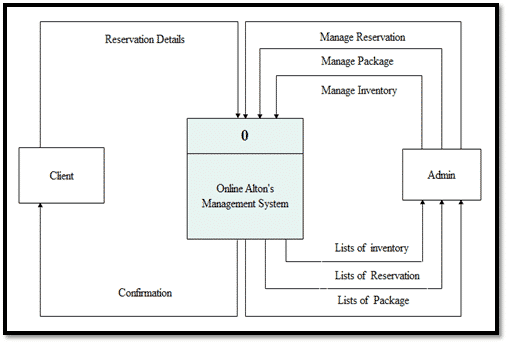 Reservation Details
Manage Reservation
Manage Package
Manage Inventory
0
Client
Online Alton's
Management System
Admin
Lists of inventory
Lists of Reservation
Lists of Package
Confirmation